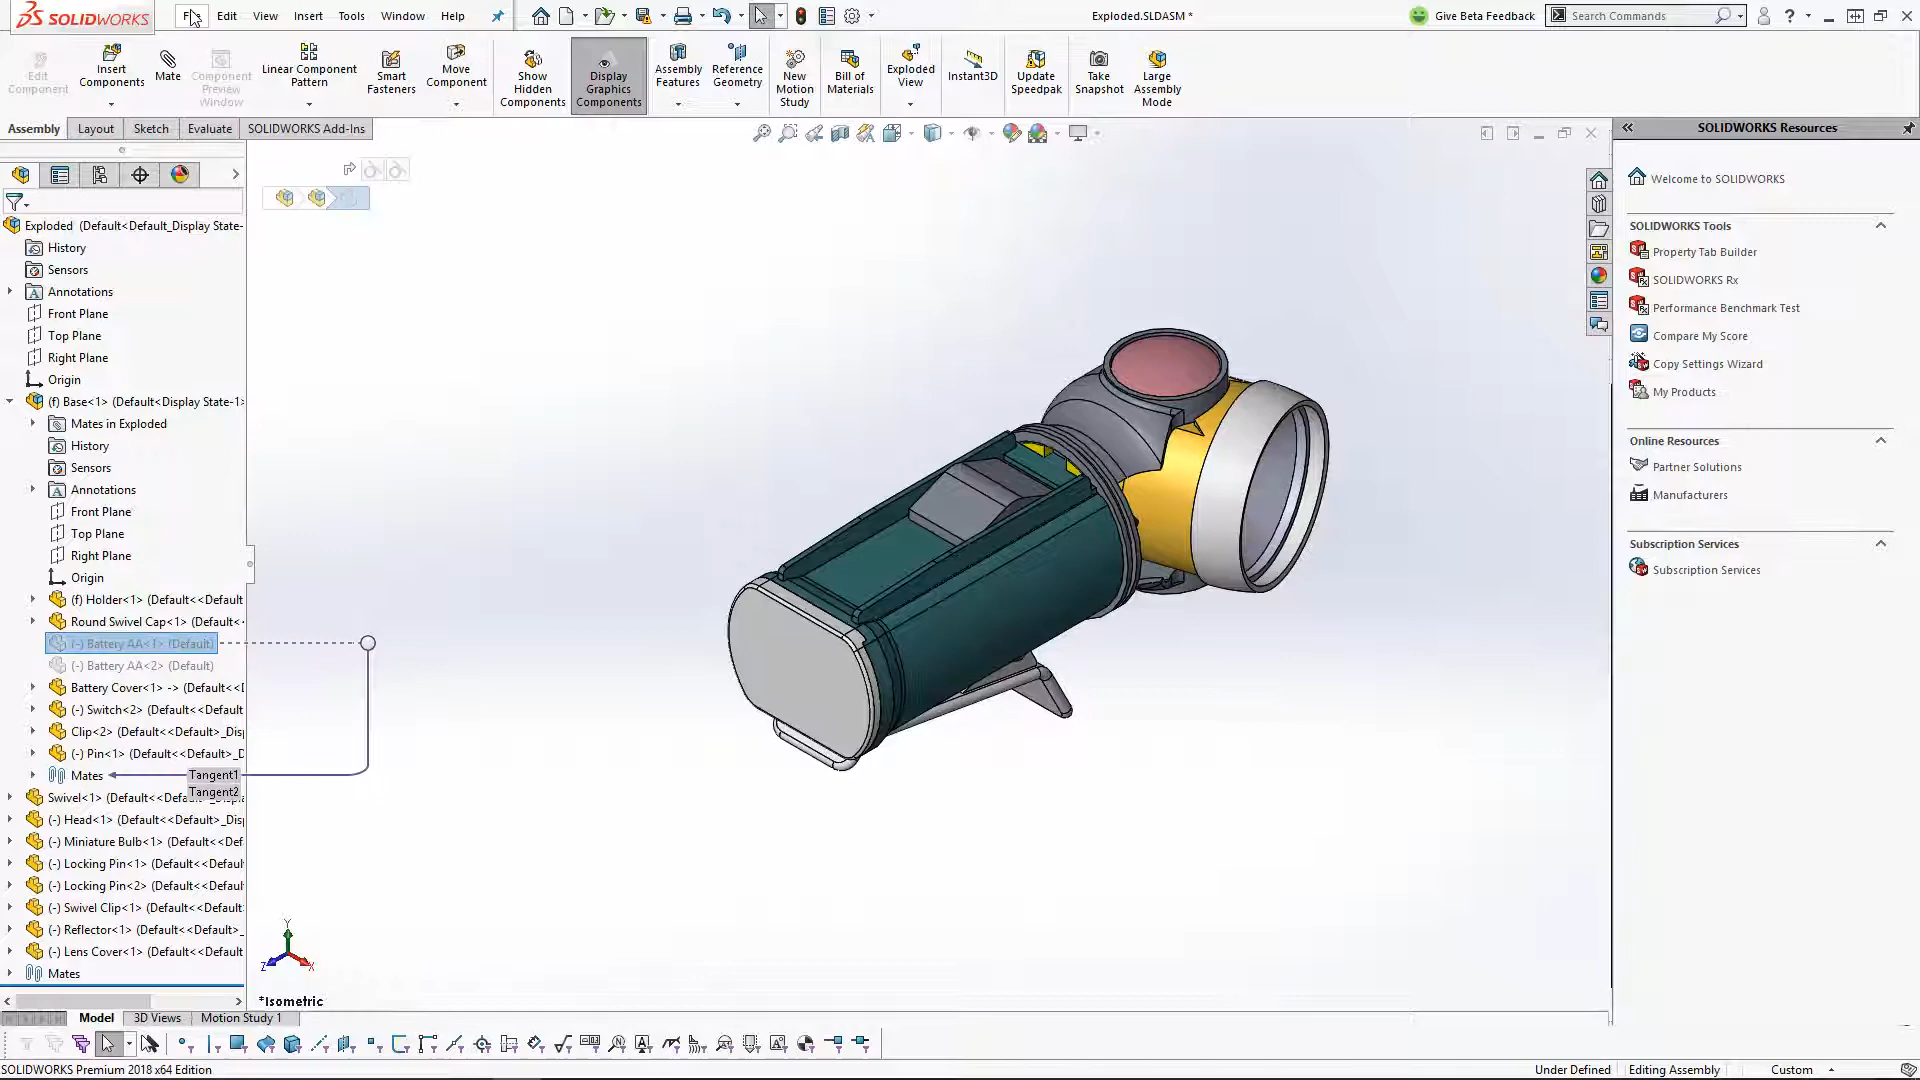 SOLIDWORKS
Edit View Insert Tools Window Help
Exploded.SLDASM *
Give Beta Feedback
Search Commands
Edit Component
Insert Components
Mate
Component Preview Window
Linear Component Pattern
Smart Fasteners
Move Component
Show Hidden Components
Display Graphics Components
Assembly Features
Reference Geometry
New Motion Study
Bill of Materials
Exploded View
Instant3D
Update Speedpak
Take Snapshot
Large Assembly Mode
Assembly Layout Sketch Evaluate SOLIDWORKS Add-Ins
Exploded (Default<Default_Display State-
History
Sensors
Annotations
Front Plane
Top Plane
Right Plane
Origin
(f) Base<1> (Default<Display State-1>
Mates in Exploded
History
Sensors
Annotations
Front Plane
Top Plane
Right Plane
Origin
(f) Holder<1> (Default<<Default
Round Swivel Cap<1> (Default<
(-) Battery AA<1> (Default)
(-) Battery AA<2> (Default)
Battery Cover<1> -> (Default<<D
(-) Switch<2> (Default<<Default
Clip<2> (Default<<Default>_Disp
(-) Pin<1> (Default<<Default>_D
Mates
Tangent1
Tangent2
Swivel<1> (Default<<Default>_Displa
(-) Head<1> (Default<<Default>_Disp
(-) Miniature Bulb<1> (Default<<Def
(-) Locking Pin<1> (Default<<Default
(-) Locking Pin<2> (Default<<Default
(-) Swivel Clip<1> (Default<<Default
(-) Reflector<1> (Default<<Default>_
(-) Lens Cover<1> (Default<<Default
Mates
Y
Z X
*Isometric
Model 3D Views Motion Study 1
SOLIDWORKS Premium 2018 x64 Edition
Under Defined Editing Assembly Custom
SOLIDWORKS Resources
Welcome to SOLIDWORKS
SOLIDWORKS Tools
Property Tab Builder
SOLIDWORKS Rx
Performance Benchmark Test
Compare My Score
Copy Settings Wizard
My Products
Online Resources
Partner Solutions
Manufacturers
Subscription Services
Subscription Services